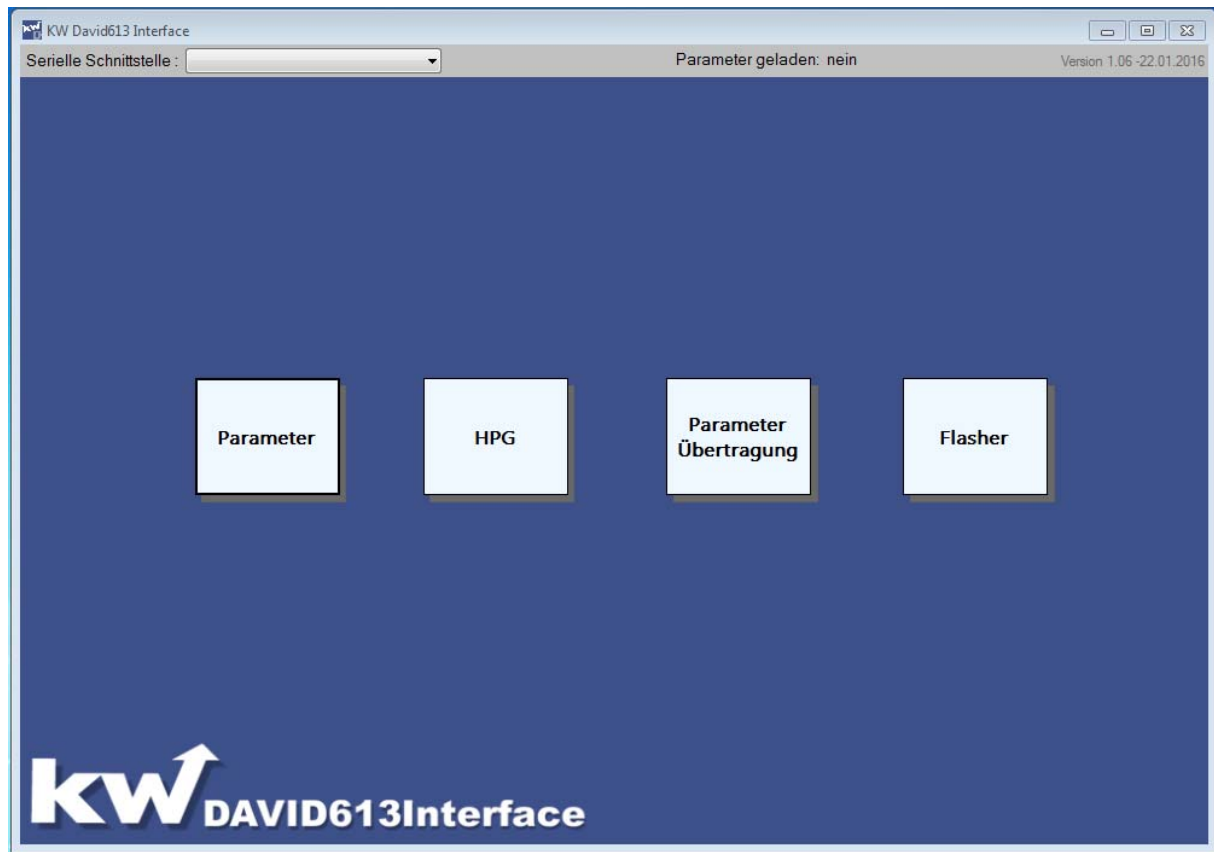 KW David613 Interface
Serielle Schnittstelle :
Parameter geladen: nein
Version 1.06 -22.01.2016
Parameter
HPG
Parameter
Übertragung
Flasher
kw DAVID613Interface